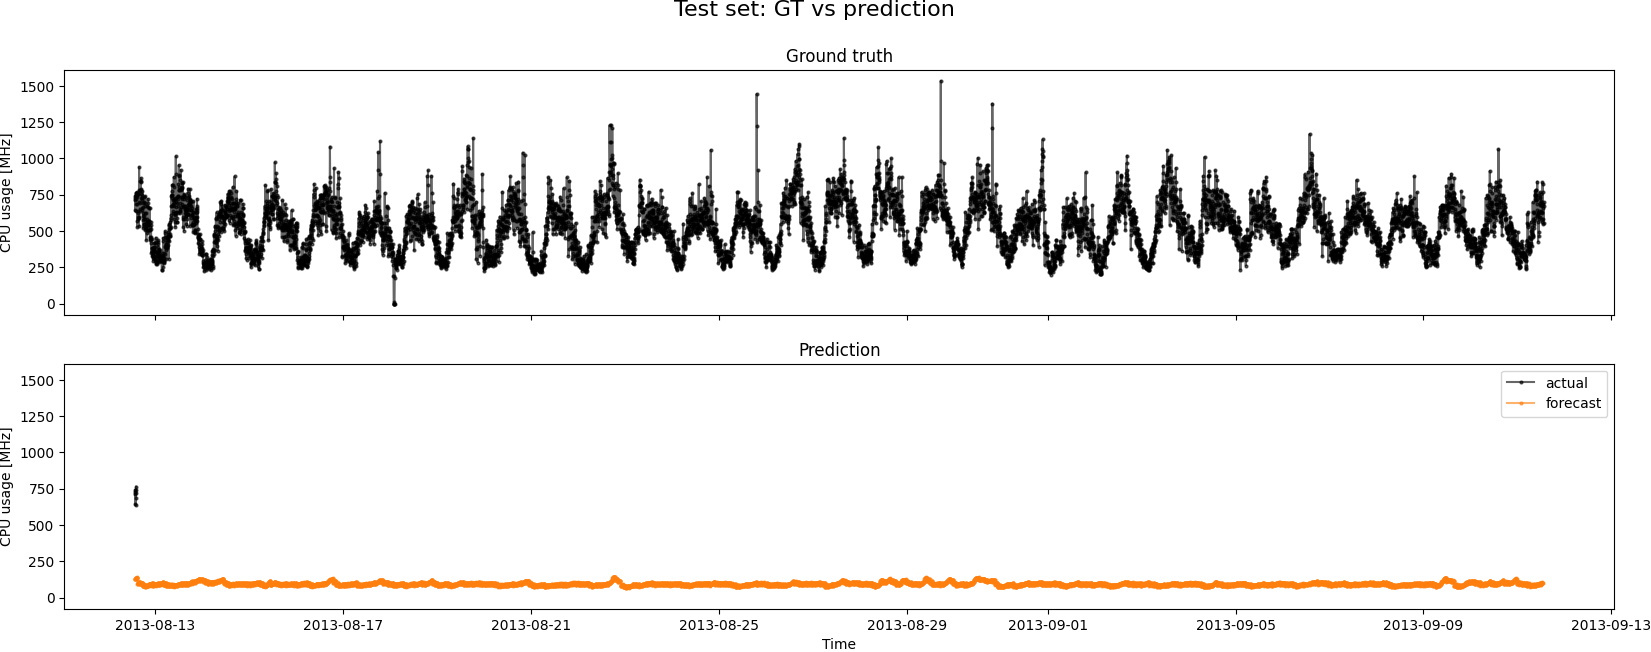 Test set: GT vs prediction
Ground truth
CPU usage [MHz]
1500
1250
1000
750
500
250
0
Prediction
CPU usage [MHz]
1500
1250
1000
750
500
250
0
actual
forecast
2013-08-13 2013-08-17 2013-08-21 2013-08-25 2013-08-29 2013-09-01 2013-09-05 2013-09-09 2013-09-13
Time